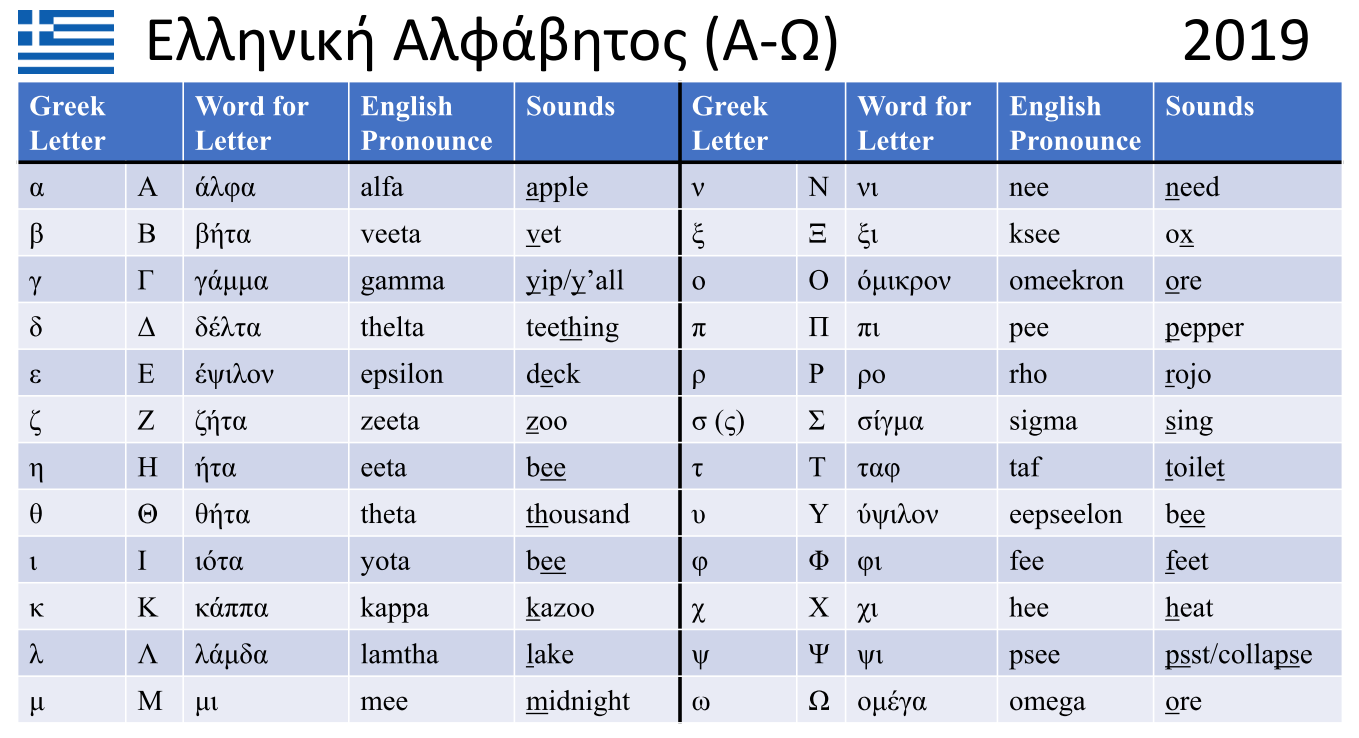 Ελληνική Αλφάβητος (Α-Ω) 2019
Greek Letter Word for Letter English Pronounce Sounds Greek Letter Word for Letter English Pronounce Sounds
α Α άλφα alfa apple ν Ν νι nee need
β Β βήτα veeta vet ξ Ξ ξι ksee ox
γ Γ γάμμα gamma yip/y’all ο Ο όμικρον omeekron ore
δ Δ δέλτα thelta teething π Π πι pee pepper
ε Ε έψιλον epsilon deck ρ Ρ ρο rho rojo
ζ Ζ ζήτα zeeta zoo σ (ς) Σ σίγμα sigma sing
η Η ήτα eeta bee τ Τ ταφ taf toilet
θ Θ θήτα theta thousand υ Υ ύψιλον eepseelon bee
ι Ι ιότα yota bee φ Φ φι fee feet
κ Κ κάππα kappa kazoo χ Χ χι hee heat
λ Λ λάμδα lamtha lake ψ Ψ ψι psee psst/collapse
μ Μ μι mee midnight ω Ω ομέγα omega ore